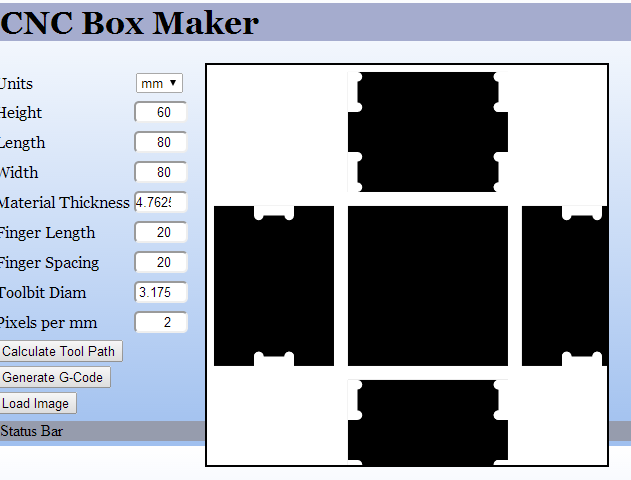 CNC Box Maker
Units mm
Height 60
Length 80
Width 80
Material Thickness 4.7625
Finger Length 20
Finger Spacing 20
Toolbit Diam 3.175
Pixels per mm 2
Calculate Tool Path
Generate G-Code
Load Image
Status Bar